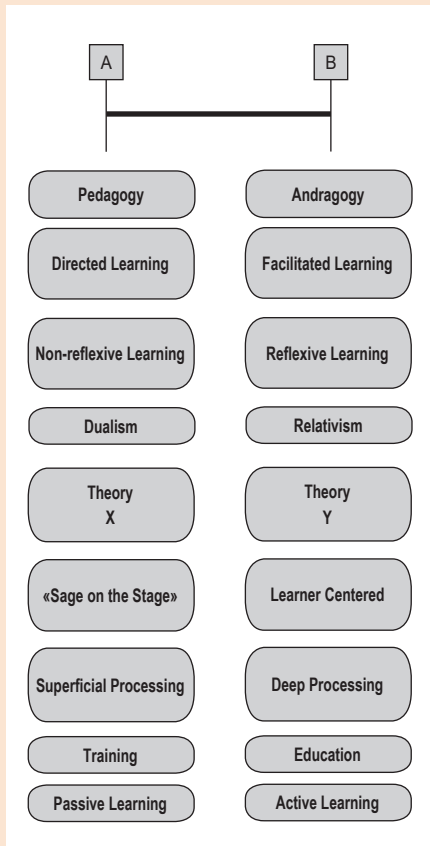 A
B
Pedagogy
Andragogy
Directed Learning
Facilitated Learning
Non-reflexive Learning
Reflexive Learning
Dualism
Relativism
Theory
X
Theory
Y
«Sage on the Stage»
Learner Centered
Superficial Processing
Deep Processing
Training
Education
Passive Learning
Active Learning